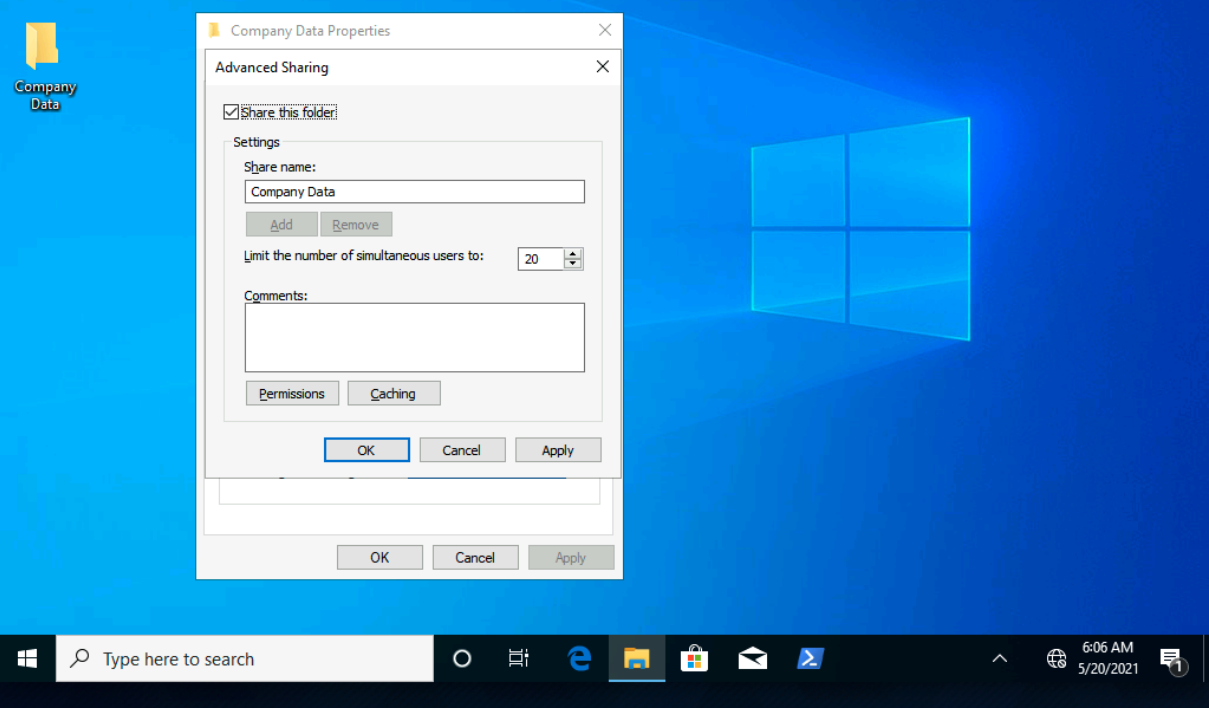 Company
Data
Company Data Properties
Advanced Sharing
Share this folder
Settings
Share name:
Company Data
Add
Remove
Limit the number of simultaneous users to:
20
Comments:
Permissions
Caching
OK
Cancel
Apply
OK
Cancel
Apply
Type here to search
6:06 AM
5/20/2021
1